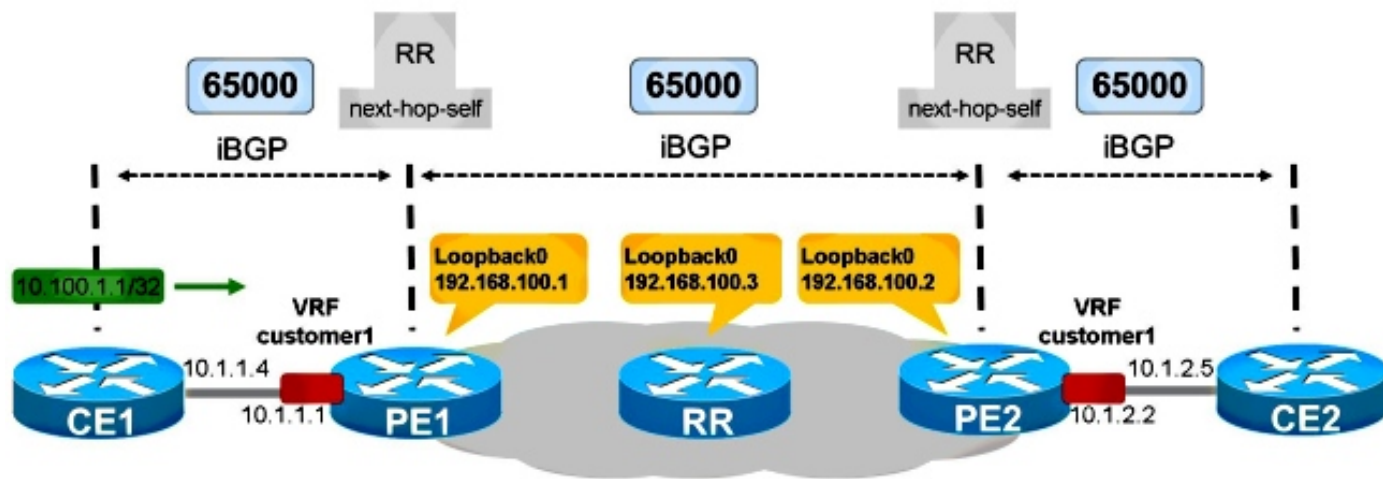 RR
RR
65000
next-hop-self
65000
next-hop-self
65000
iBGP
iBGP
iBGP
Loopback0
192.168.100.1
Loopback0
192.168.100.3
Loopback0
192.168.100.2
10.100.1.1/32
VRF
customer1
VRF
customer1
10.1.1.4
10.1.1.1
10.1.2.5
10.1.2.2
CE1
PE1
RR
PE2
CE2